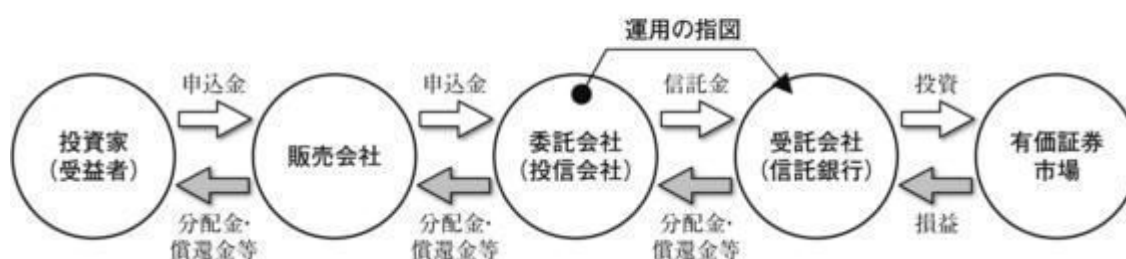 運用の指図
申込金
申込金
信託金
投資
投資家
(受益者)
販売会社
委託会社
(投信会社)
受託会社
(信託銀行)
有価証券
市場
分配金・
償還金等
分配金・
償還金等
分配金・
償還金等
損益